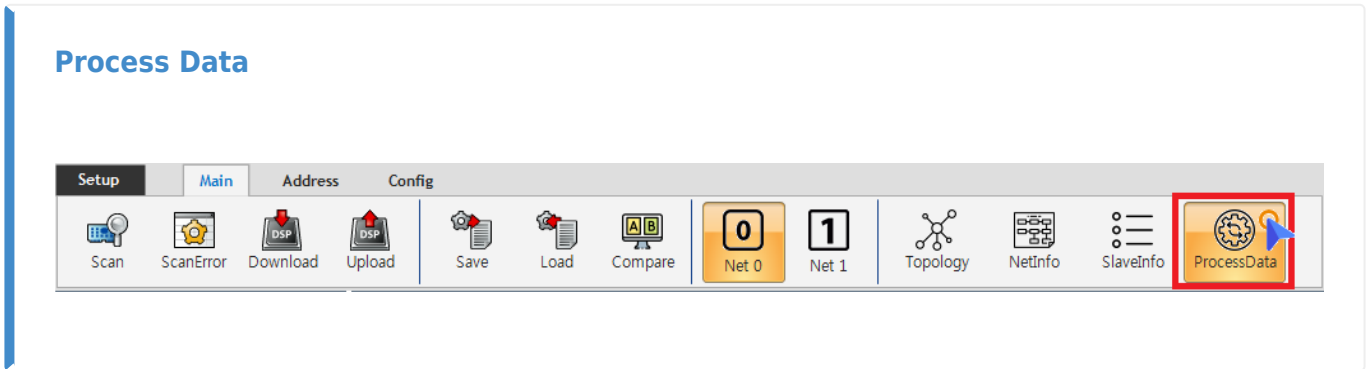 Process Data
Setup Main Address Config
DSP DSP A B 0 1
Scan ScanError Download Upload Save Load Compare Net 0 Net 1 Topology NetInfo SlaveInfo ProcessData